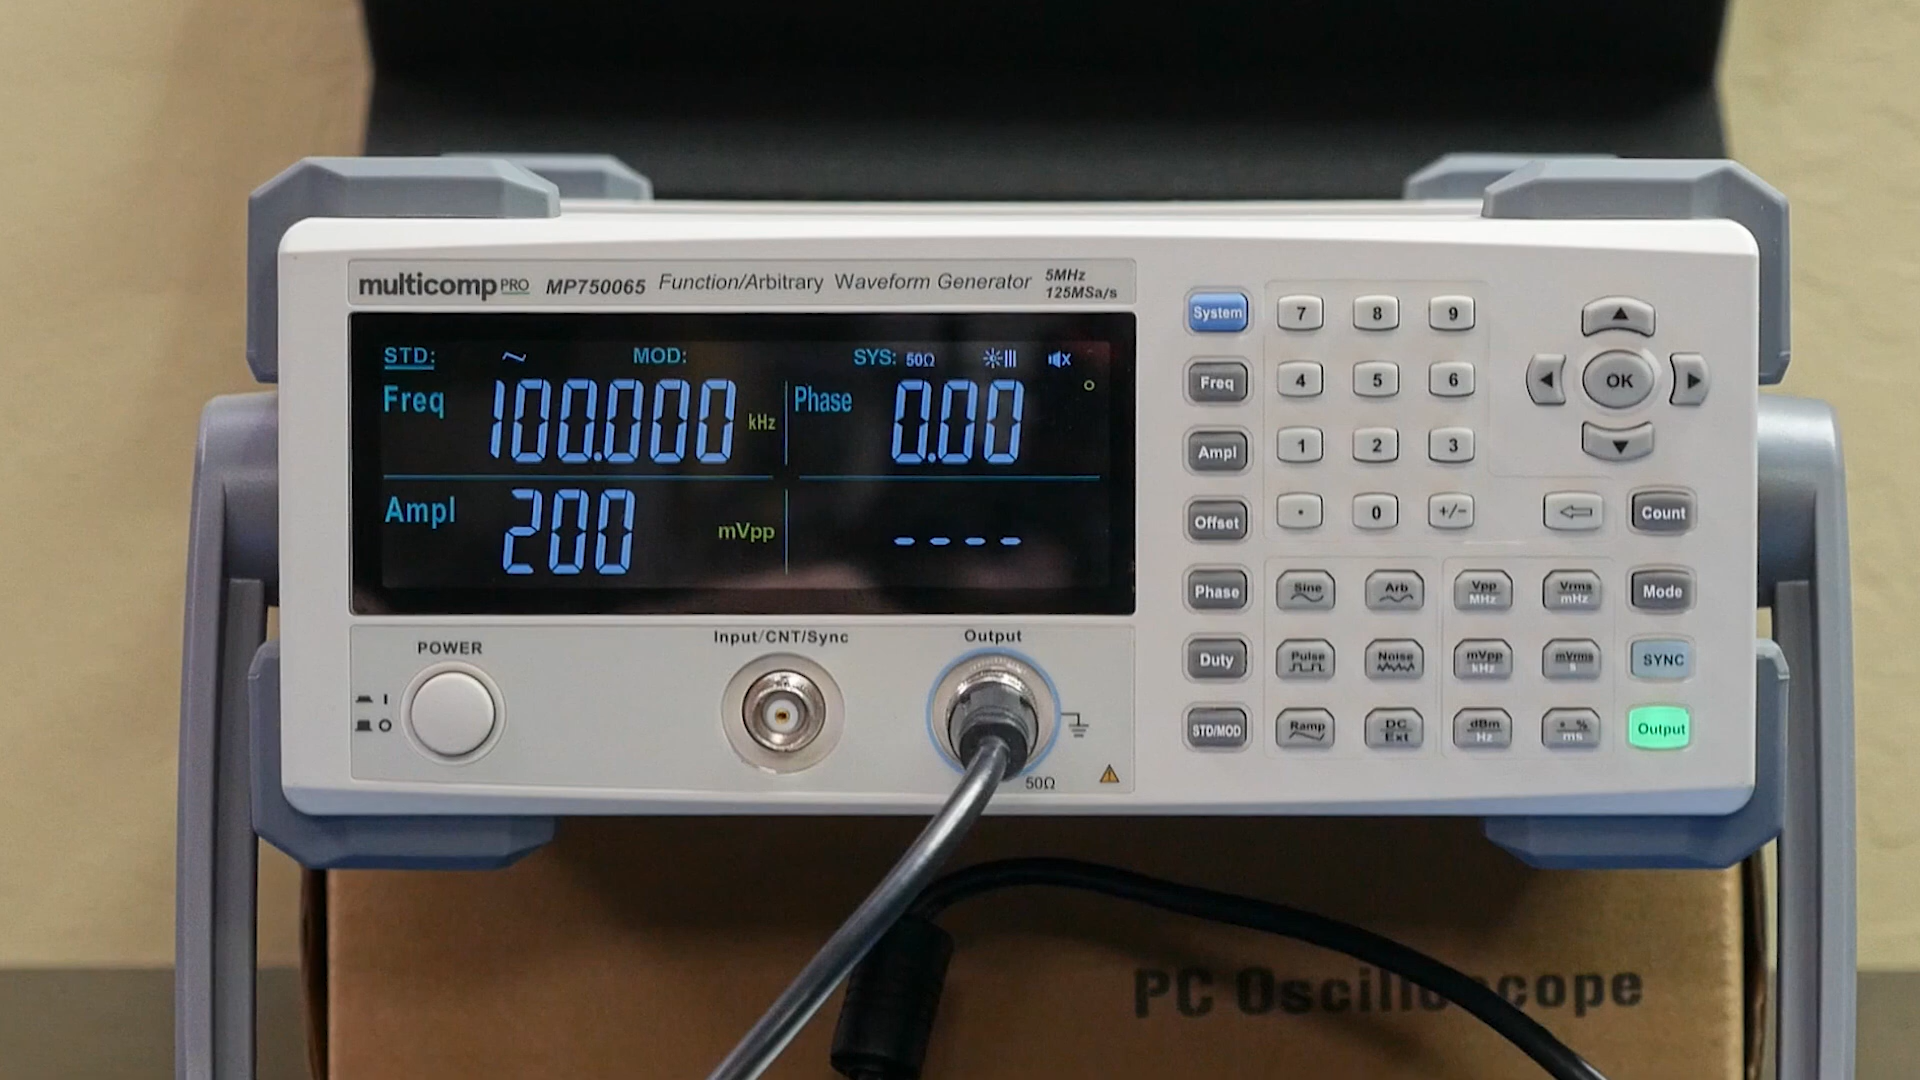 multicomp PRO MP750065 Function/Arbitrary Waveform Generator 5MHz
125MSa/s
STD: MOD: SYS: 50Ω
Freq 100.000 kHz Phase 0.00 °
Ampl 200 mVpp ----
POWER
I
O
Input/CNT/Sync
Output
50Ω
System 7 8 9
Freq 4 5 6 OK
Ampl 1 2 3
Offset . 0 +/- Count
Phase Sine Arb Vpp MHz Vrms mHz Mode
Duty Pulse Noise mVpp kHz mVrms s SYNC
STD/MOD Ramp DC Ext dBm Hz ° % ms Output
PC Oscilloscope